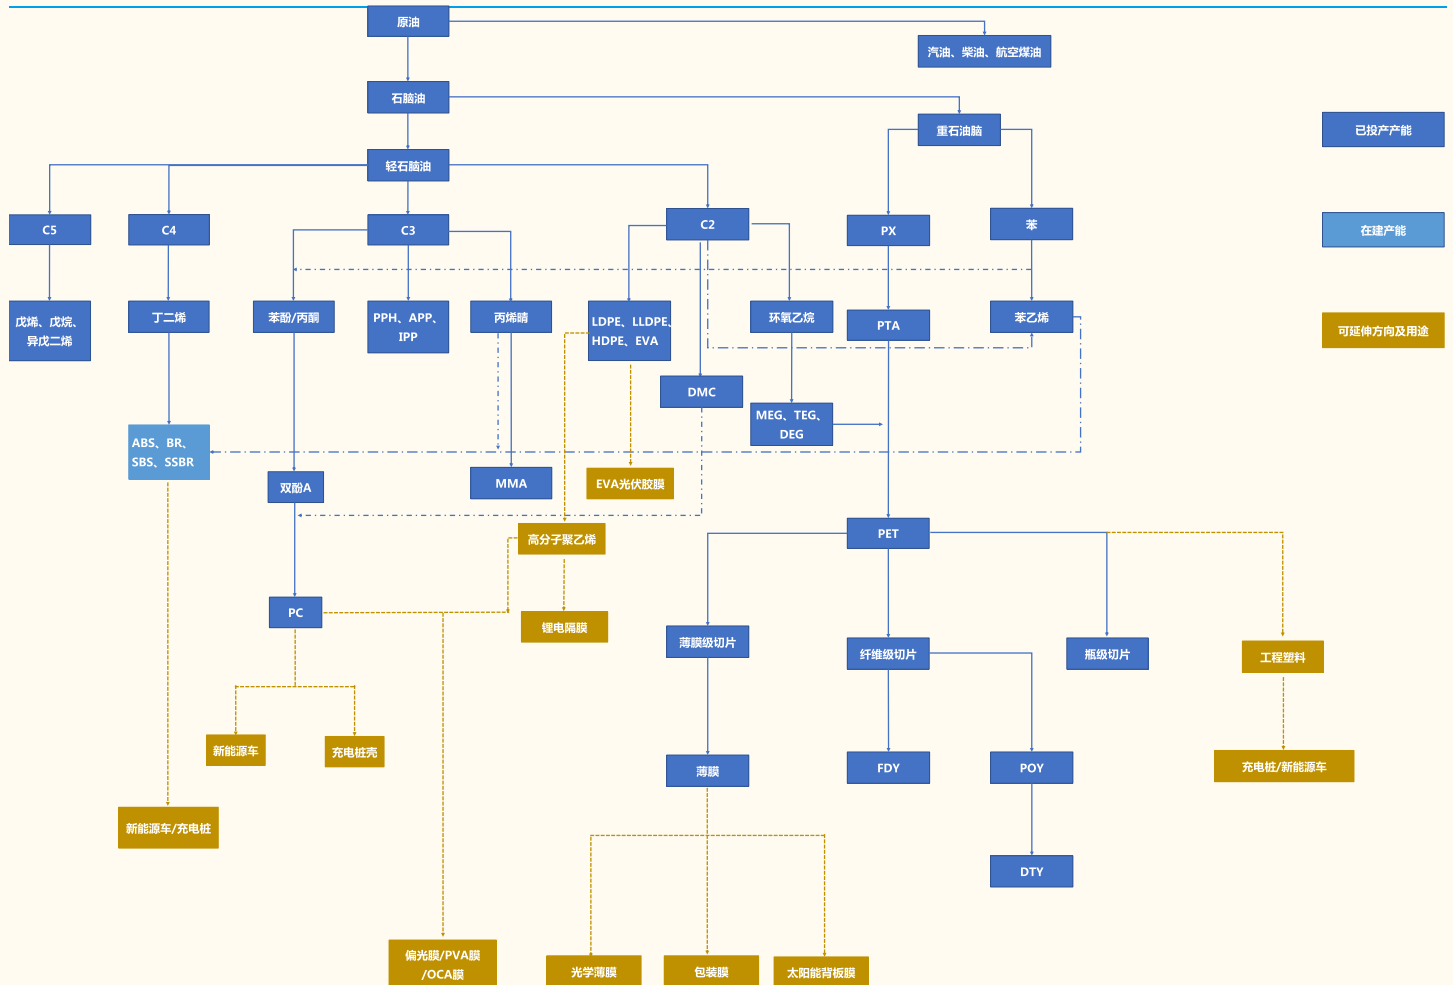 原油
汽油、柴油、航空煤油
石脑油
重石油脑
已投产产能
轻石脑油
C5
C4
C3
C2
PX
苯
在建产能
戊烯、戊烷、
异戊二烯
丁二烯
苯酚/丙酮
PPH、APP、
IPP
丙烯腈
LDPE、LLDPE、
HDPE、EVA
环氧乙烷
PTA
苯乙烯
可延伸方向及用途
DMC
MEG、TEG、
DEG
ABS、BR、
SBS、SSBR
双酚A
MMA
EVA光伏胶膜
高分子聚乙烯
PET
PC
锂电隔膜
薄膜级切片
纤维级切片
瓶级切片
工程塑料
新能源车
充电桩壳
薄膜
FDY
POY
充电桩/新能源车
新能源车/充电桩
DTY
偏光膜/PVA膜
/OCA膜
光学薄膜
包装膜
太阳能背板膜